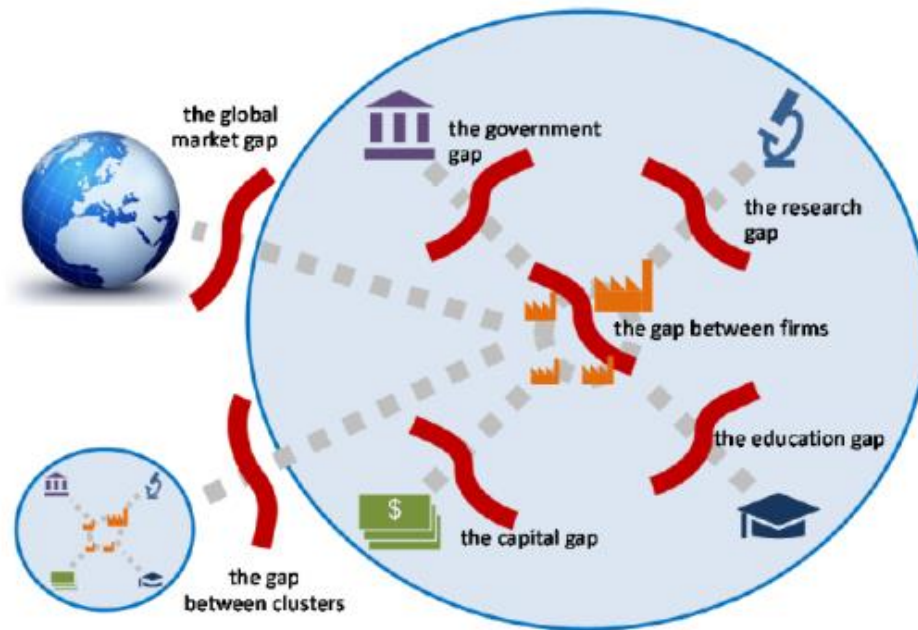 the global
market gap
the government
gap
the research
gap
the gap between firms
the education gap
$
the capital gap
the gap
between clusters